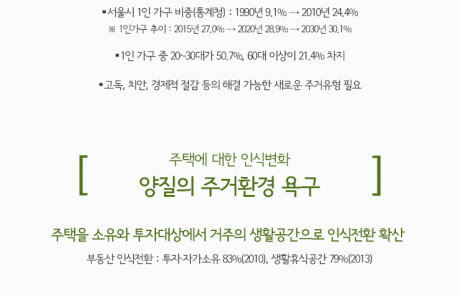 ▪서울시 1인 가구 비중(통계청) : 1990년 9.1% → 2010년 24.4%
※ 1인가구 추이 : 2015년 27.0% → 2020년 28.9% → 2030년 30.1%
▪1인 가구 중 20~30대가 50.7%, 60대 이상이 21.4% 차지
▪고독, 치안, 경제적 절감 등의 해결 가능한 새로운 주거유형 필요
[ 주택에 대한 인식변화 ]
양질의 주거환경 욕구
주택을 소유와 투자대상에서 거주의 생활공간으로 인식전환 확산
부동산 인식전환 : 투자·자가소유 83%(2010), 생활휴식공간 79%(2013)